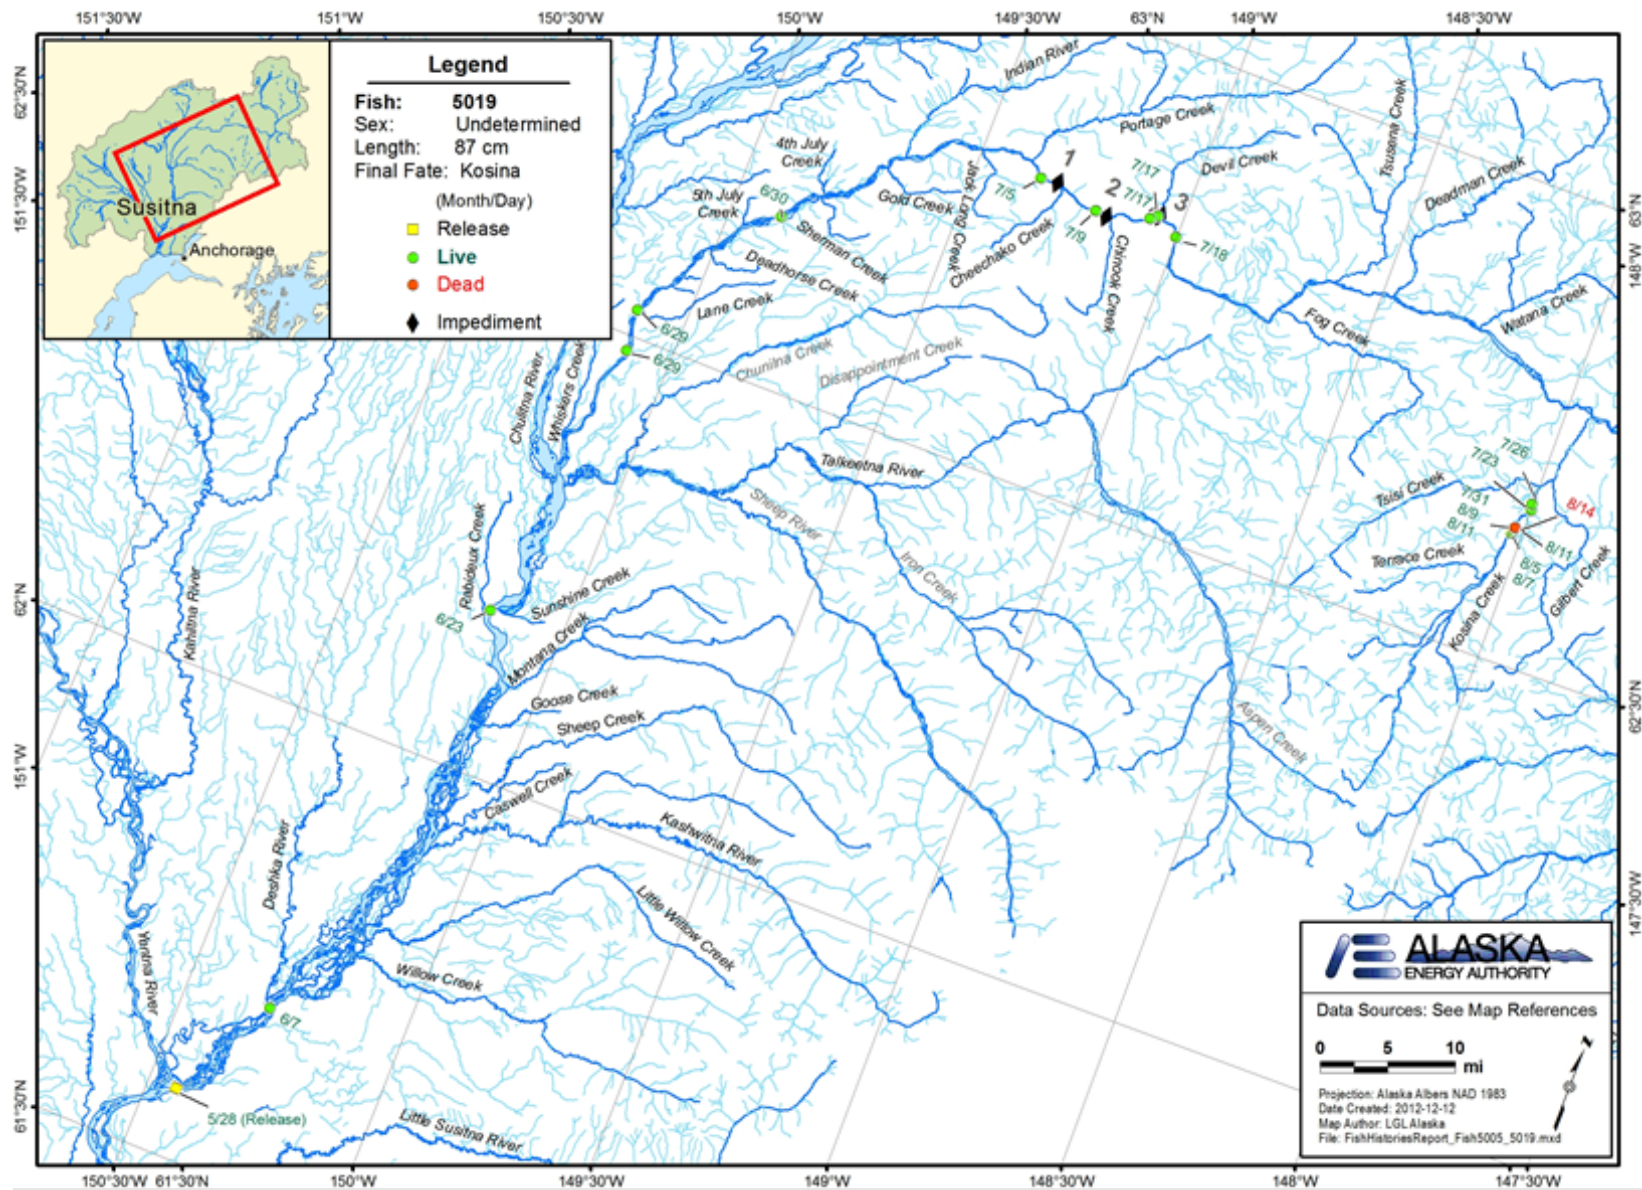 151°30'W 151°W 150°30'W 150°W 149°30'W 63°N 149°W 148°30'W
62°30'N
151°30'W
62°N
151°W
61°30'N
Susitna
Anchorage
Legend
Fish: 5019
Sex: Undetermined
Length: 87 cm
Final Fate: Kosina
(Month/Day)
Release
Live
Dead
Impediment
Indian River
Portage Creek
Tsusena Creek
4th July
Creek
Devil Creek
Deadman Creek
5th July
Creek
Gold Creek
Jack Long Creek
Sherman Creek
Cheechako Creek
Chinook Creek
Deadhorse Creek
Lane Creek
Fog Creek
Watana Creek
Chunilna Creek
Disappointment Creek
Chulitna River
Whiskers Creek
Talkeetna River
Sheep River
Iron Creek
Tsisi Creek
Terrace Creek
Kosina Creek
Gilbert Creek
Aspen Creek
Rabideux Creek
Sunshine Creek
Montana Creek
Goose Creek
Sheep Creek
Caswell Creek
Kashwitna River
Little Willow Creek
Willow Creek
Kahiltna River
Deshka River
Yentna River
Little Susitna River
1
2
3
5/28 (Release)
6/7
6/23
6/29
6/29
6/30
7/5
7/9
7/17
7/17
7/18
7/26
7/23
7/31
8/9
8/11
8/14
8/11
8/5
8/7
63°N
148°W
62°30'N
147°30'W
ALASKA
ENERGY AUTHORITY
Data Sources: See Map References
0 5 10
mi
N
Projection: Alaska Albers NAD 1983
Date Created: 2012-12-12
Map Author: LGL Alaska
File: FishHistoriesReport_Fish5005_5019.mxd
150°30'W 61°30'N 150°W 149°30'W 149°W 148°30'W 148°W 147°30'W